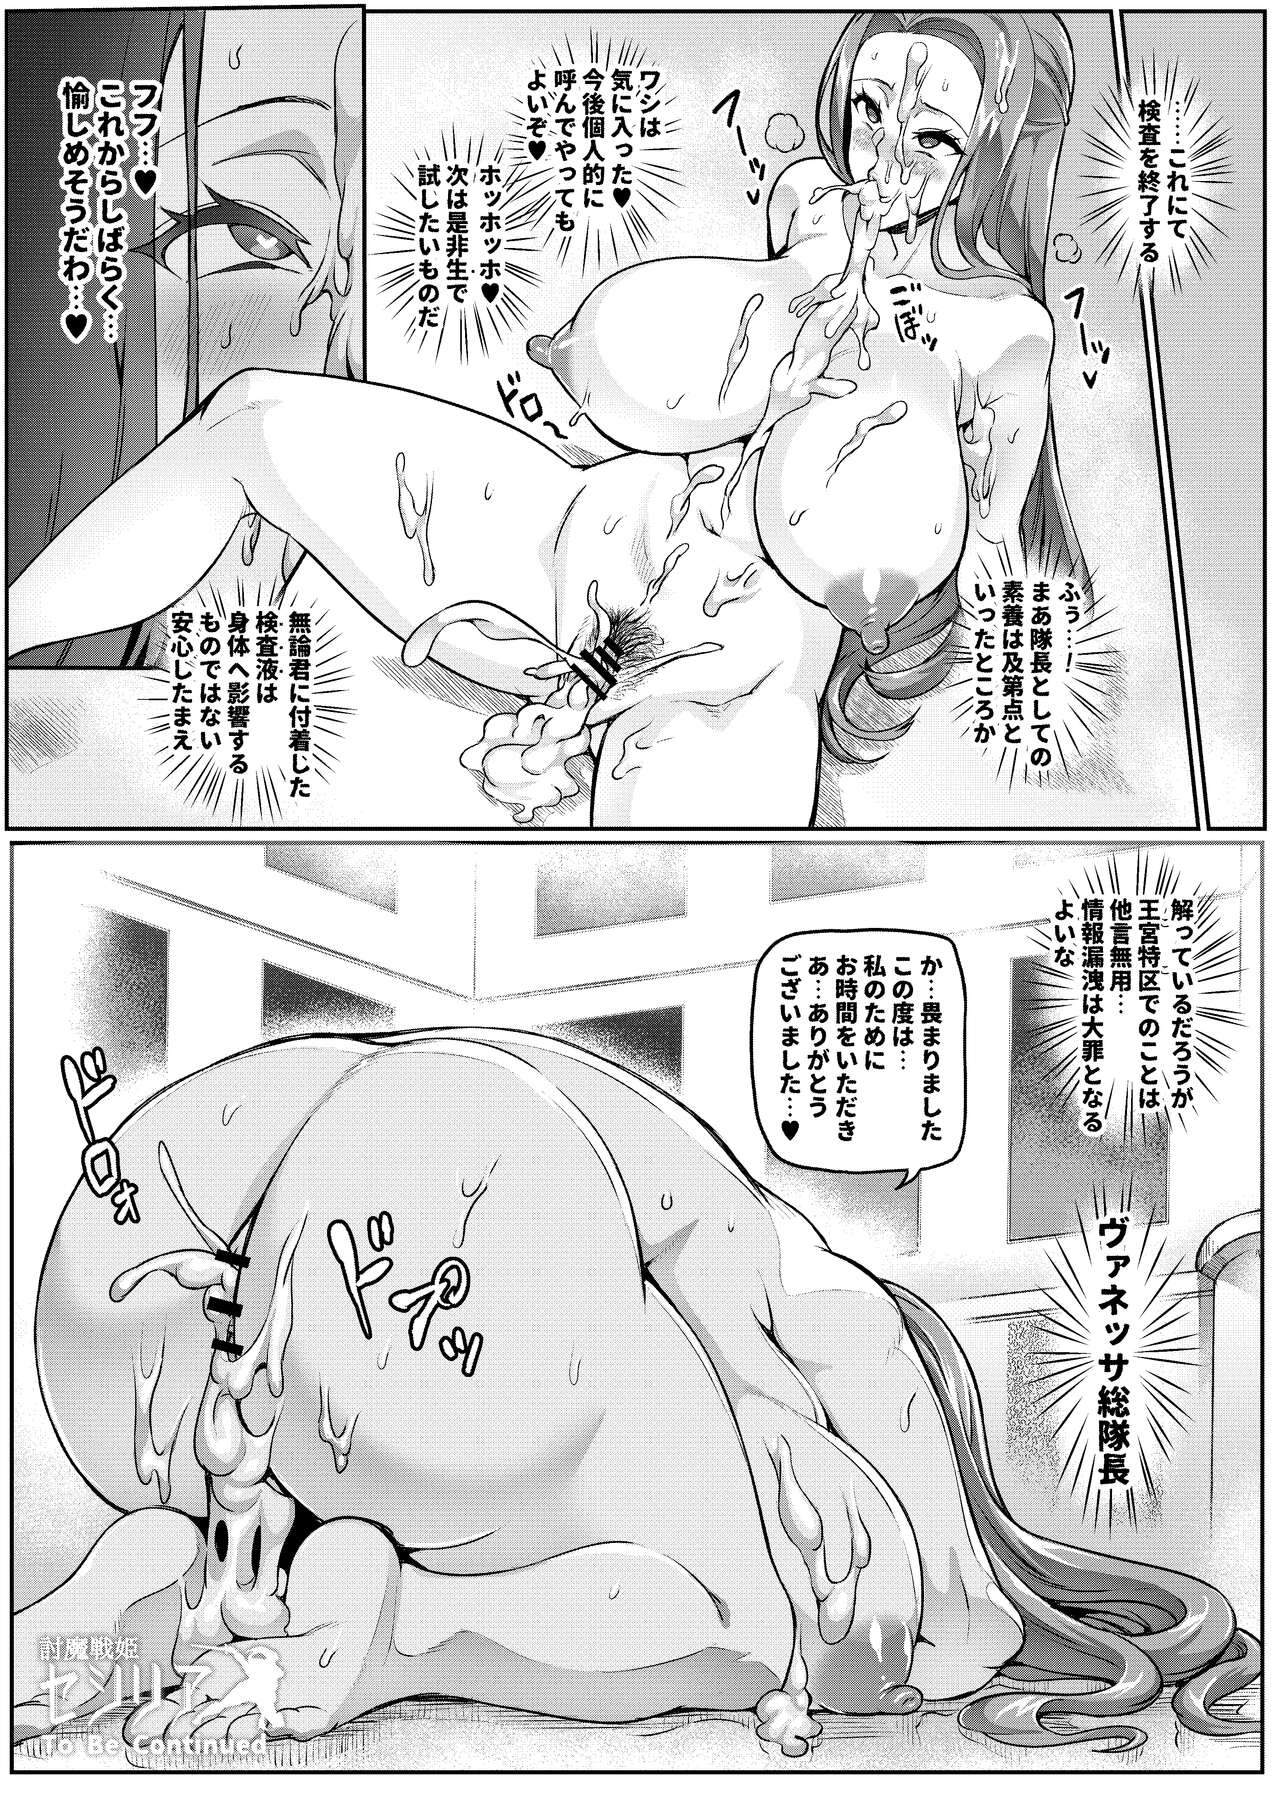 ……これにて
検査を終了する
ワシは
気に入った♥
今後個人的に
呼んでやっても
よいぞ♥
ホッホッホ♥
次は是非生で
試したいものだ
フーッ
フーッ
ごぼっ
ドロ〜
フフ…♥
これからしばらく…
愉しめそうだわ…♥
ふぅ…！
まあ隊長としての
素養は及第点と
いったところか
無論君に付着した
検査液は
身体へ影響する
ものではない
安心したまえ
解っているだろうが
王宮特区でのことは
他言無用…
情報漏洩は大罪となる
よいな
か…畏まりました
この度は…
私のために
お時間をいただき
あ…ありがとう
ございました…♥
ヴァネッサ総隊長
ドロォ
ドロッ
討魔戦姫
セシリア
To Be Continued